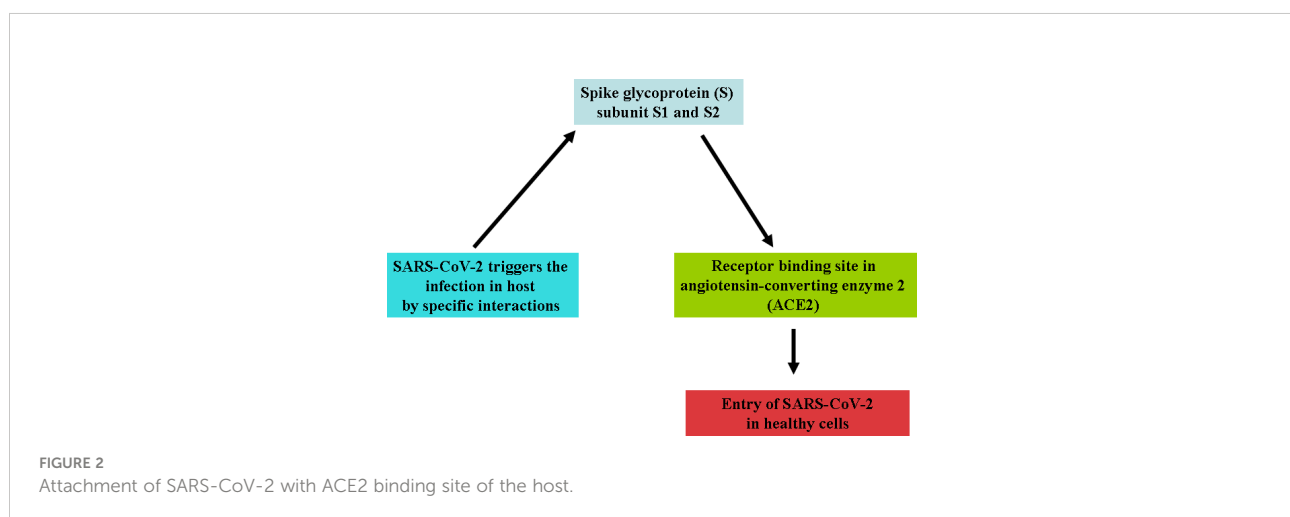 Spike glycoprotein (S)
subunit S1 and S2
SARS-CoV-2 triggers the
infection in host
by specific interactions
Receptor binding site in
angiotensin-converting enzyme 2
(ACE2)
Entry of SARS-CoV-2
in healthy cells
FIGURE 2
Attachment of SARS-CoV-2 with ACE2 binding site of the host.